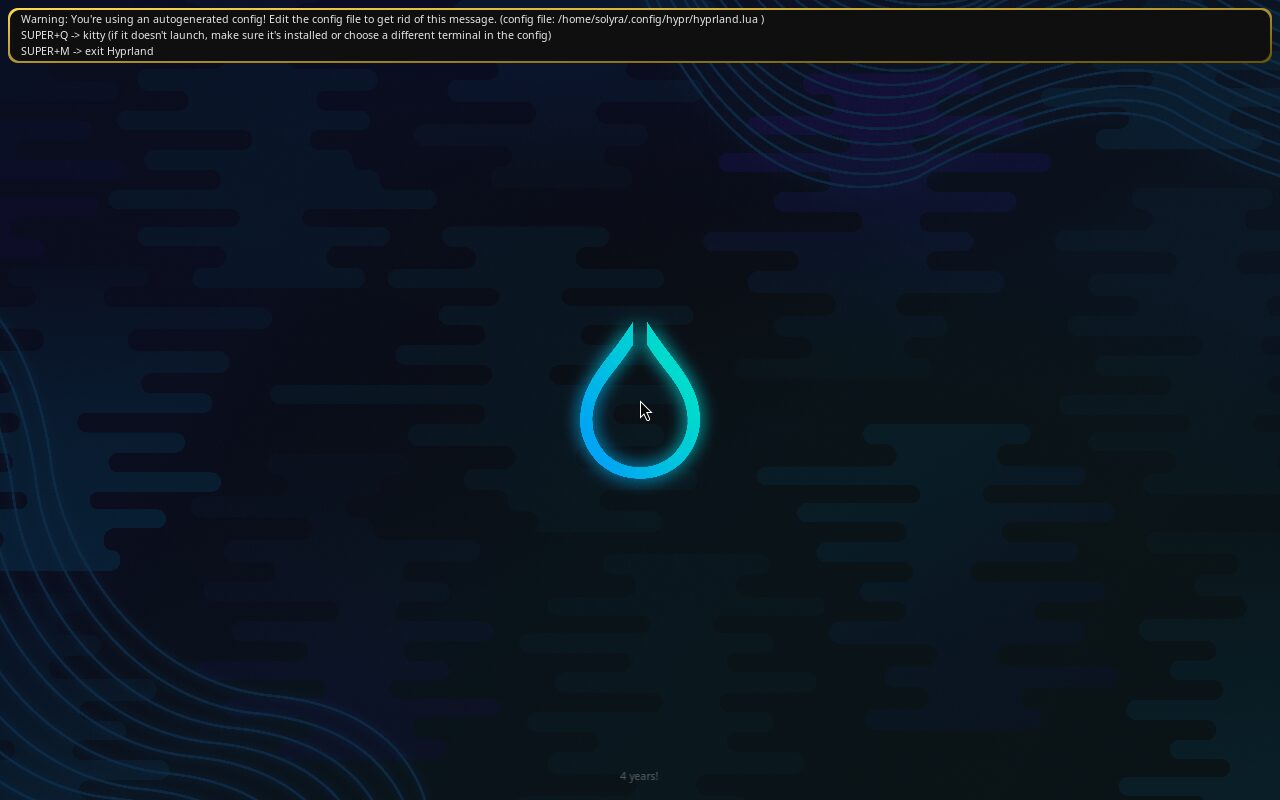 Warning: You're using an autogenerated config! Edit the config file to get rid of this message. (config file: /home/solyra/.config/hypr/hyprland.lua )
SUPER+Q -> kitty (if it doesn't launch, make sure it's installed or choose a different terminal in the config)
SUPER+M -> exit Hyprland
4 years!